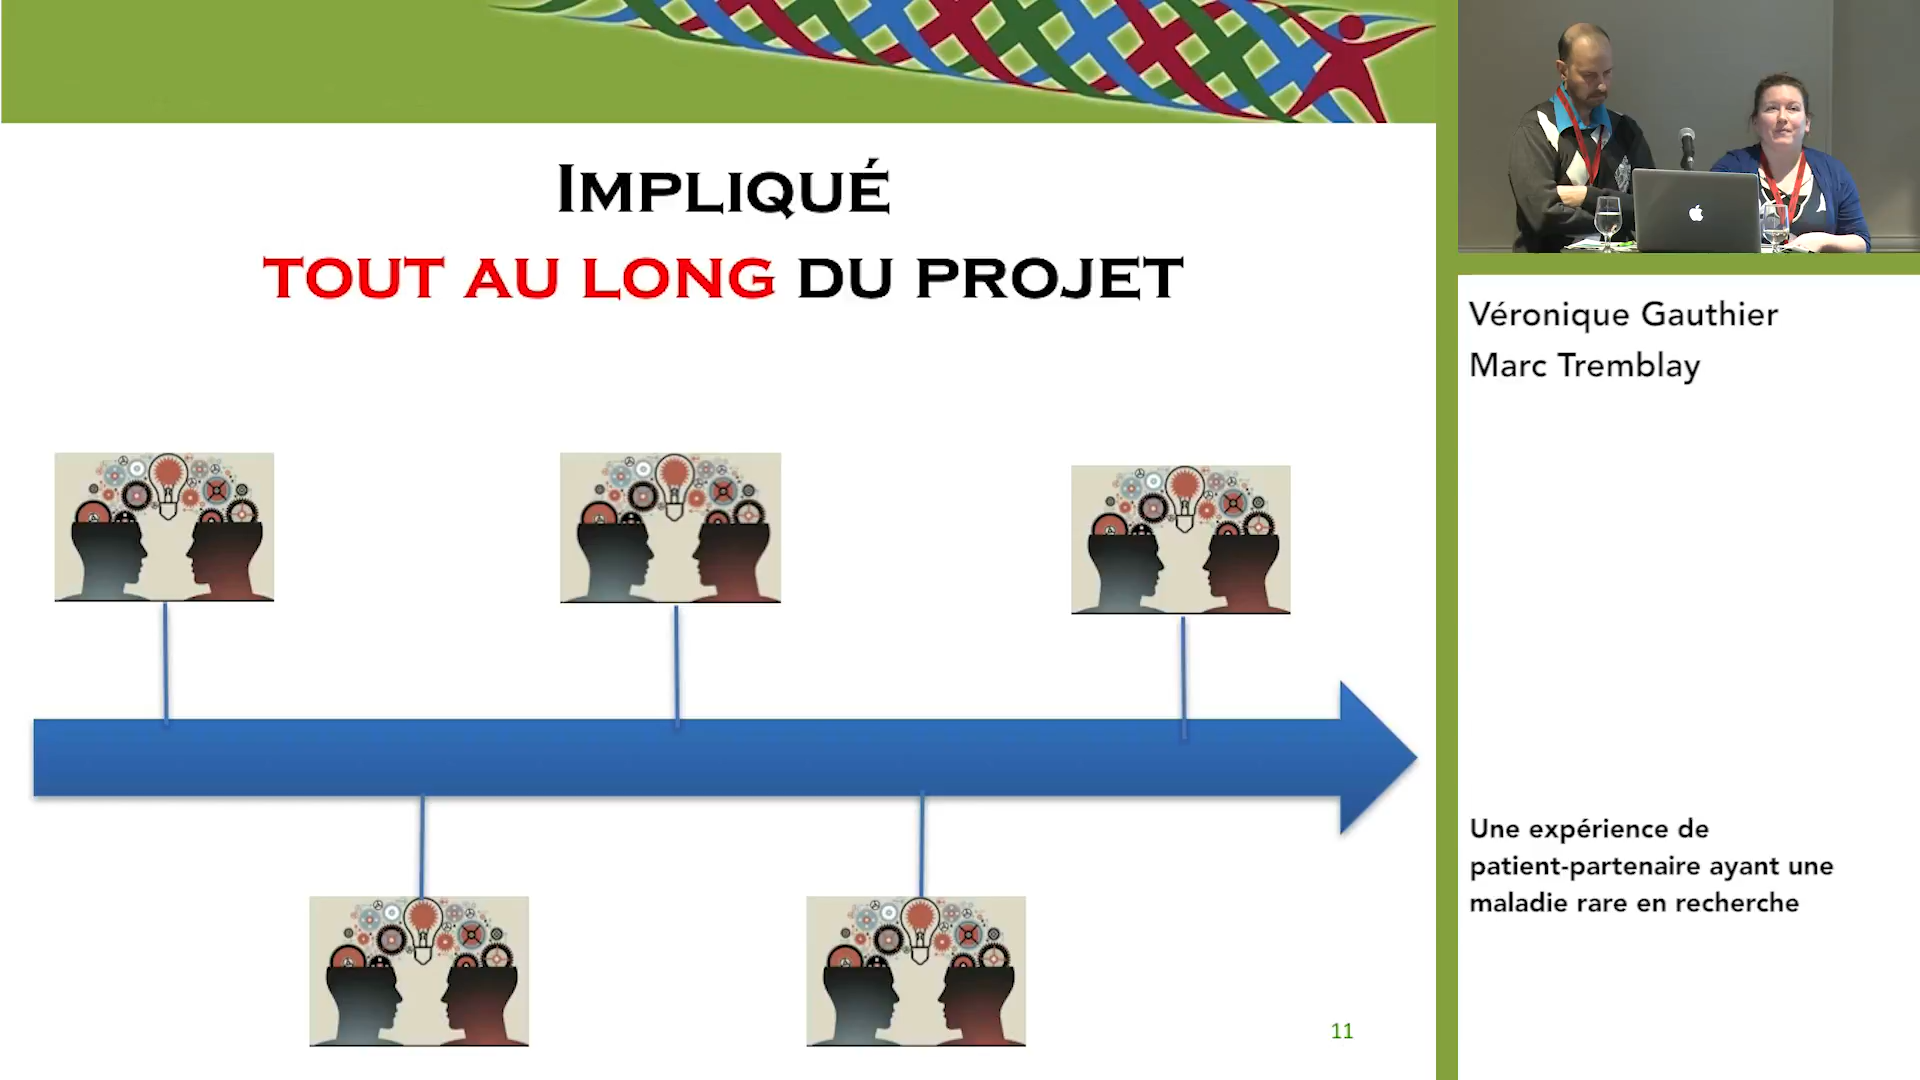 IMPLIQUÉ
TOUT AU LONG DU PROJET
11
Véronique Gauthier
Marc Tremblay
Une expérience de
patient-partenaire ayant une
maladie rare en recherche